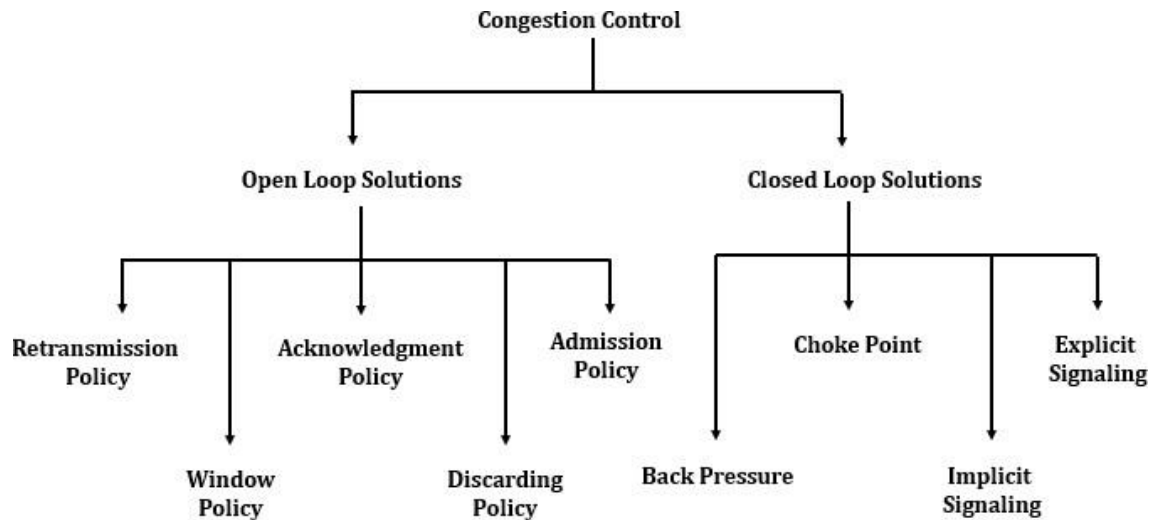 Congestion Control
Open Loop Solutions
Closed Loop Solutions
Retransmission
Policy
Acknowledgment
Policy
Admission
Policy
Choke Point
Explicit
Signaling
Window
Policy
Discarding
Policy
Back Pressure
Implicit
Signaling